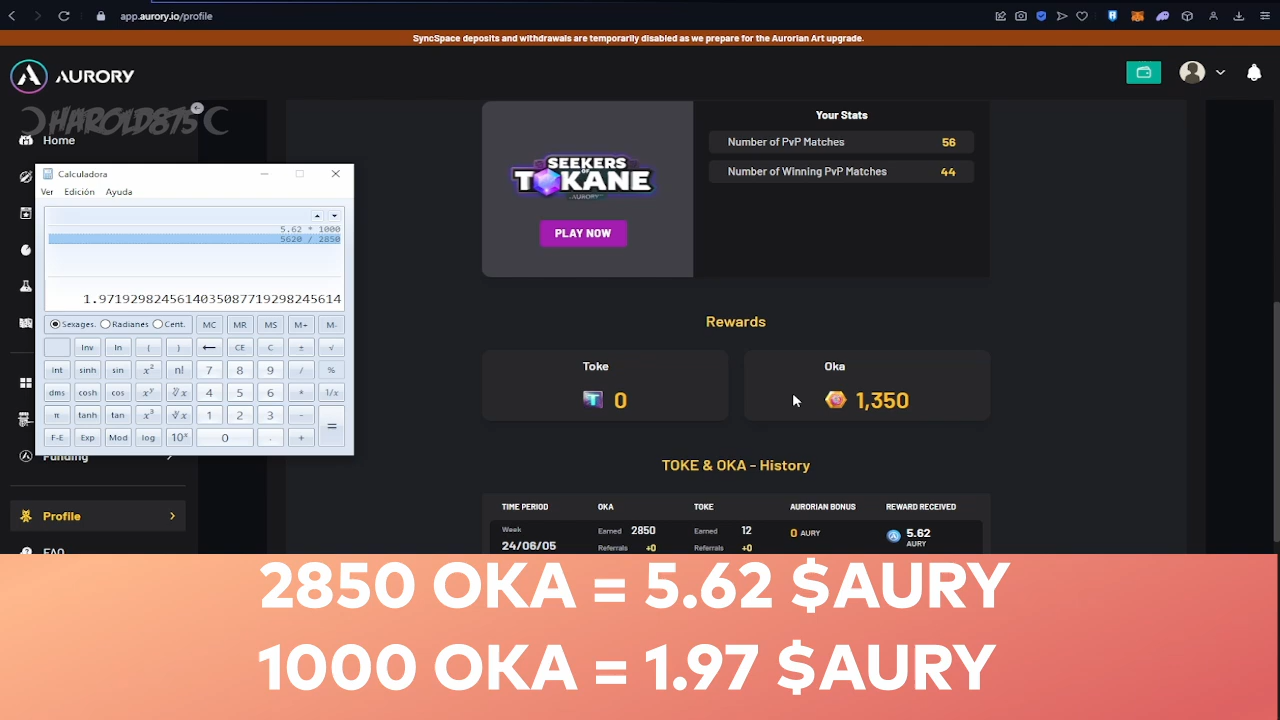 app.aurory.io/profile
SyncSpace deposits and withdrawals are temporarily disabled as we prepare for the Aurorian Art upgrade.
AURORY
HAROLD875
Home
Calculadora
Ver Edición Ayuda
5.62 * 1000
5620 / 2850
1.9719298245614035087719298245614
Sexages. Radianes Cent. MC MR MS M+ M-
Inv ln ( ) ← CE C ± √
Int sinh sin x² n! 7 8 9 / %
dms cosh cos xʸ ʸ√x 4 5 6 * 1/x
π tanh tan x³ ³√x 1 2 3 - =
F-E Exp Mod log 10ˣ 0 . +
Funding
Profile
FAQ
SEEKERS
OF
TOKANE
AURORY
PLAY NOW
Your Stats
Number of PvP Matches 56
Number of Winning PvP Matches 44
Rewards
Toke
T 0
Oka
1,350
TOKE & OKA - History
TIME PERIOD OKA TOKE AURORIAN BONUS REWARD RECEIVED
Week Earned 2850 Earned 12 0 AURY 5.62
24/06/05 Referrals +0 Referrals +0 AURY
2850 OKA = 5.62 $AURY
1000 OKA = 1.97 $AURY